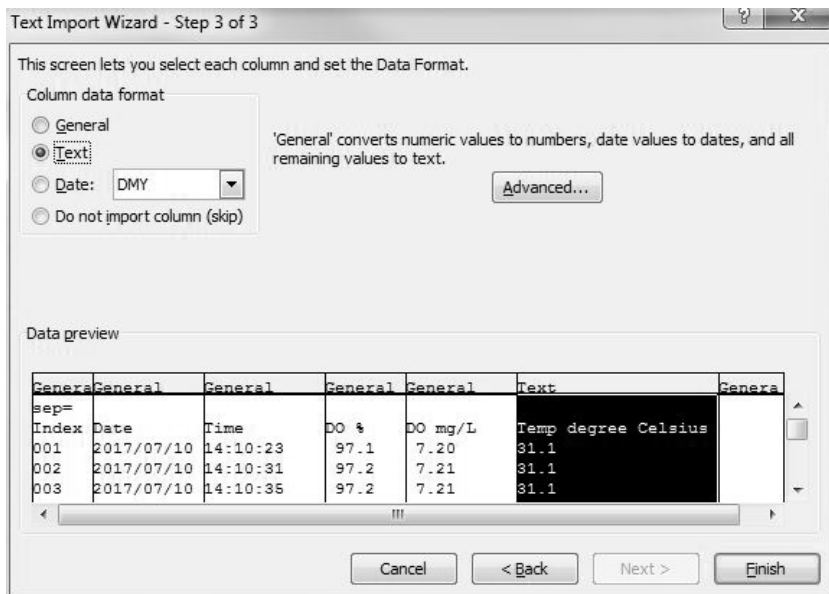 Text Import Wizard - Step 3 of 3
?
X
This screen lets you select each column and set the Data Format.
Column data format
General
Text
Date: DMY
Do not import column (skip)
'General' converts numeric values to numbers, date values to dates, and all
remaining values to text.
Advanced...
Data preview
GeneraGeneral General General General Text Genera
sep=
Index Date Time DO % DO mg/L Temp degree Celsius
001 2017/07/10 14:10:23 97.1 7.20 31.1
002 2017/07/10 14:10:31 97.2 7.21 31.1
003 2017/07/10 14:10:35 97.2 7.21 31.1
Cancel < Back Next > Finish